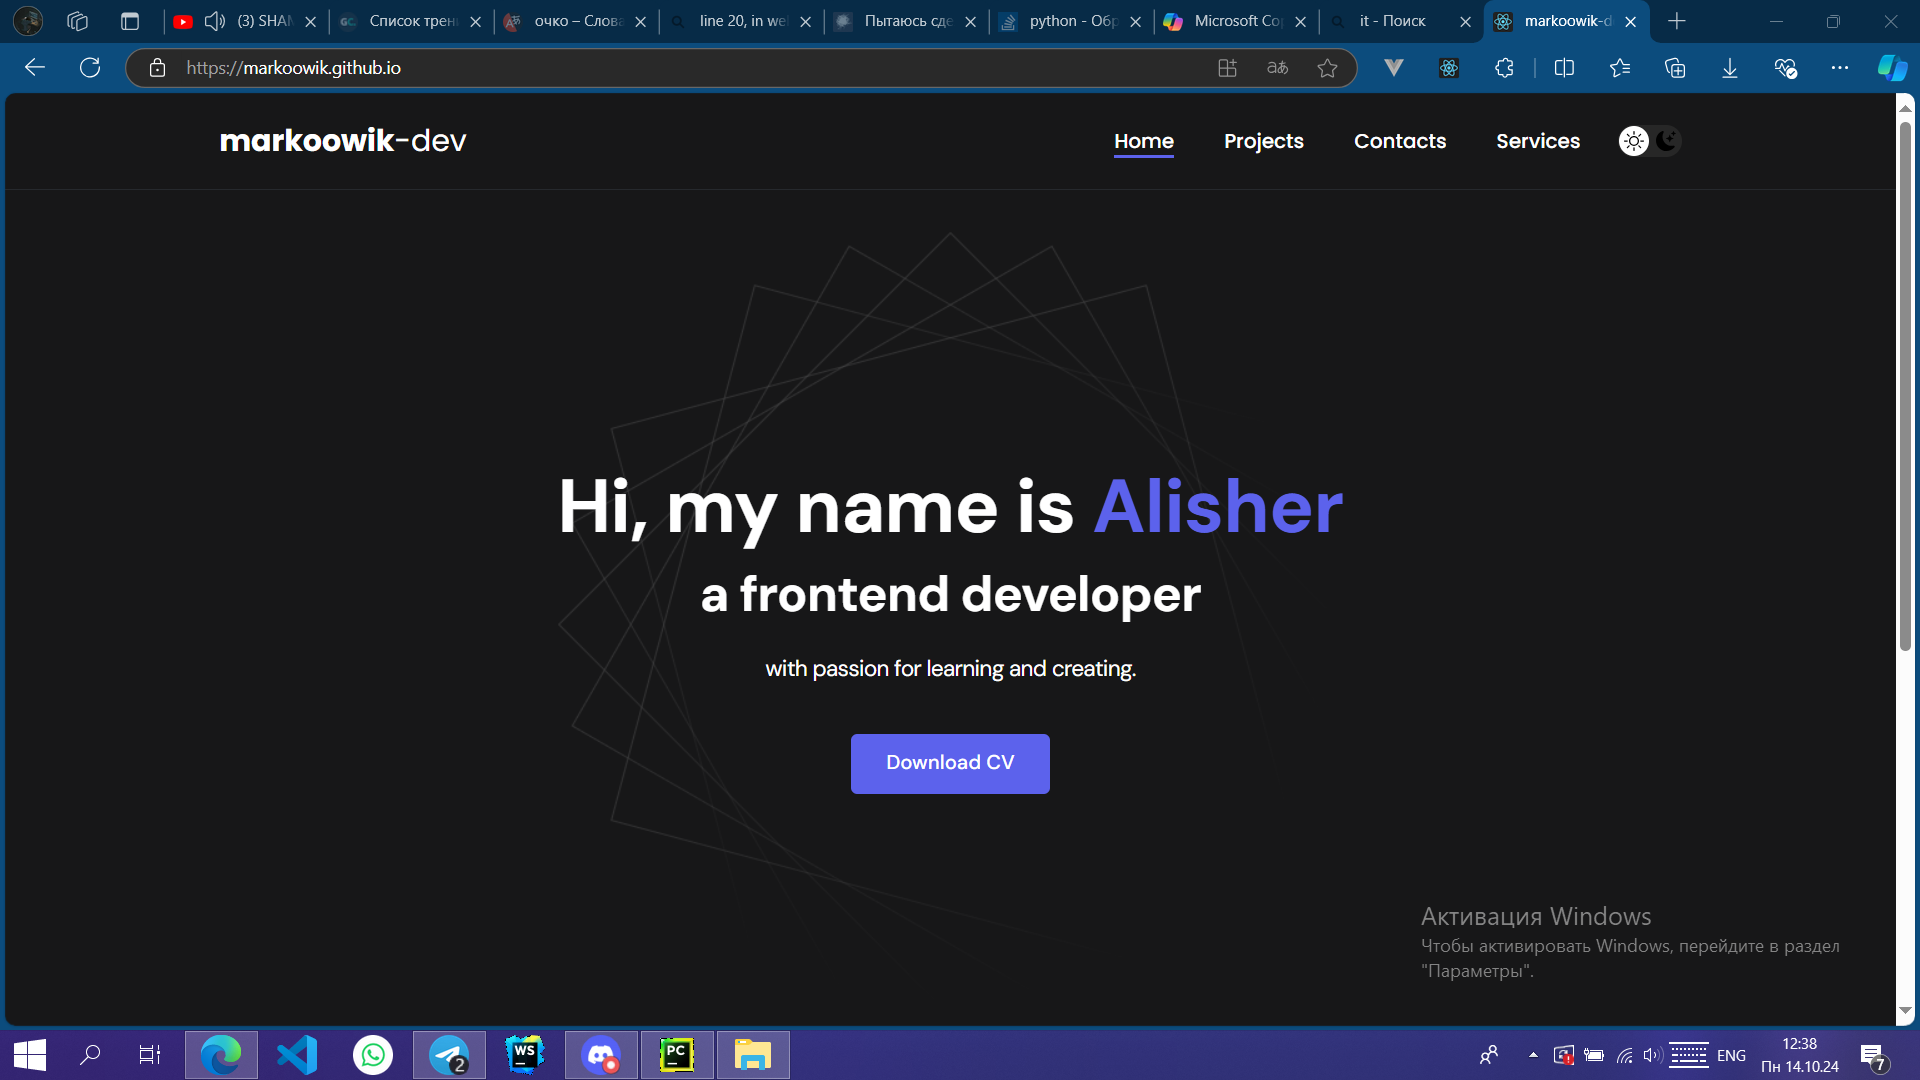 (3) SHAM
Список трен
очко – Слова
line 20, in we
Пытаюсь сде
python - Обр
Microsoft Co
it - Поиск
markoowik-d
https://markoowik.github.io
markoowik-dev
Home
Projects
Contacts
Services
Hi, my name is Alisher
a frontend developer
with passion for learning and creating.
Download CV
Активация Windows
Чтобы активировать Windows, перейдите в раздел
"Параметры".
2
WS
PC
ENG
12:38
Пн 14.10.24
7